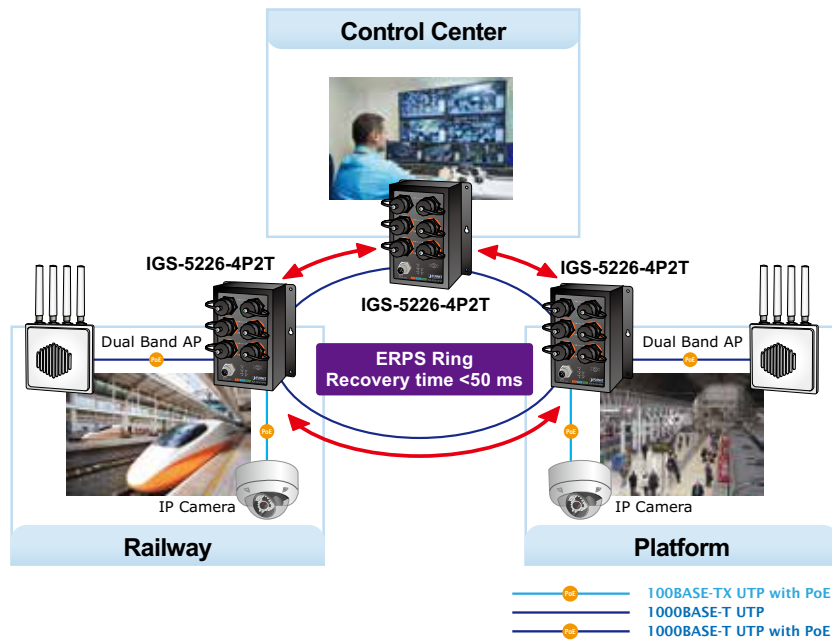 Control Center
IGS-5226-4P2T
IGS-5226-4P2T
IGS-5226-4P2T
Dual Band AP
PoE
ERPS Ring
Recovery time <50 ms
Dual Band AP
PoE
PoE
PoE
IP Camera
IP Camera
Railway
Platform
PoE
100BASE-TX UTP with PoE
1000BASE-T UTP
PoE
1000BASE-T UTP with PoE